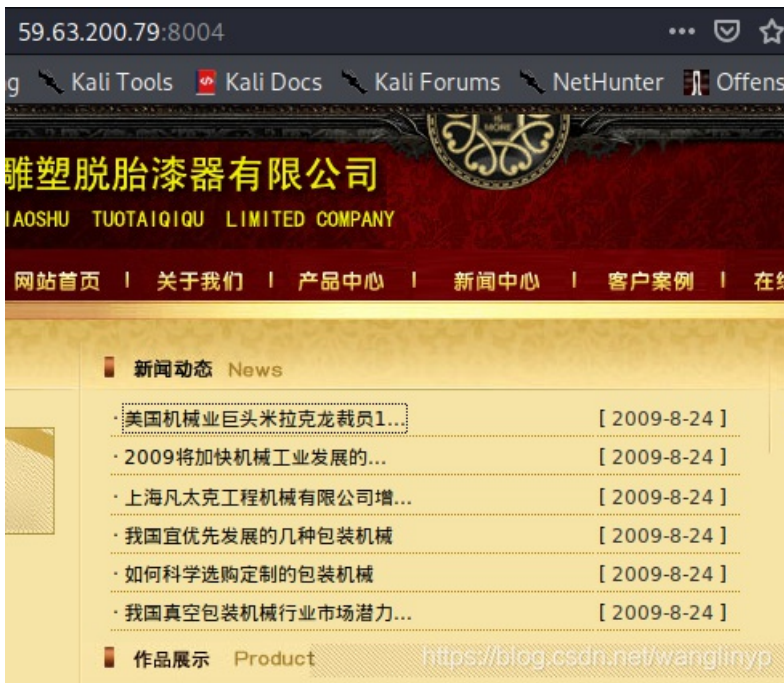 59.63.200.79:8004
Kali Tools Kali Docs Kali Forums NetHunter Offens
IS
MORE
雕塑脱胎漆器有限公司
IAOSHU TUOTAIQIQU LIMITED COMPANY
网站首页 | 关于我们 | 产品中心 | 新闻中心 | 客户案例 | 在线
新闻动态 News
·美国机械业巨头米拉克龙裁员1... [ 2009-8-24 ]
·2009将加快机械工业发展的... [ 2009-8-24 ]
·上海凡太克工程机械有限公司增... [ 2009-8-24 ]
·我国宜优先发展的几种包装机械 [ 2009-8-24 ]
·如何科学选购定制的包装机械 [ 2009-8-24 ]
·我国真空包装机械行业市场潜力... [ 2009-8-24 ]
作品展示 Product
https://blog.csdn.net/wanglinyp